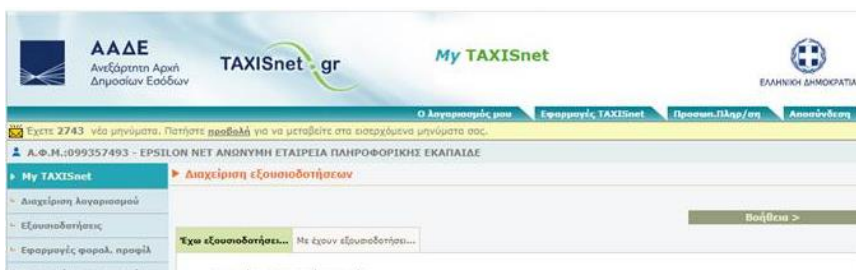 ΑΑΔΕ
Ανεξάρτητη Αρχή
Δημοσίων Εσόδων
TAXISnet.gr
My TAXISnet
ΕΛΛΗΝΙΚΗ ΔΗΜΟΚΡΑΤΙΑ
Ο λογαριασμός μου Εφαρμογές TAXISnet Προσωπ.Πληρ/ση Αποσύνδεση
Έχετε 2743 νέα μηνύματα. Πατήστε προβολή για να μεταβείτε στα εισερχόμενα μηνύματα σας.
Α.Φ.Μ.:099357493 - EPSILON NET ΑΝΩΝΥΜΗ ΕΤΑΙΡΕΙΑ ΠΛΗΡΟΦΟΡΙΚΗΣ ΕΚΑΠΑΙΔΕ
My TAXISnet
Διαχείριση εξουσιοδοτήσεων
Διαχείριση λογαριασμού
Βοήθεια >
Εξουσιοδοτήσεις
Έχω εξουσιοδοτήσει... Με έχουν εξουσιοδοτήσει...
Εφαρμογές φορολ. προφίλ